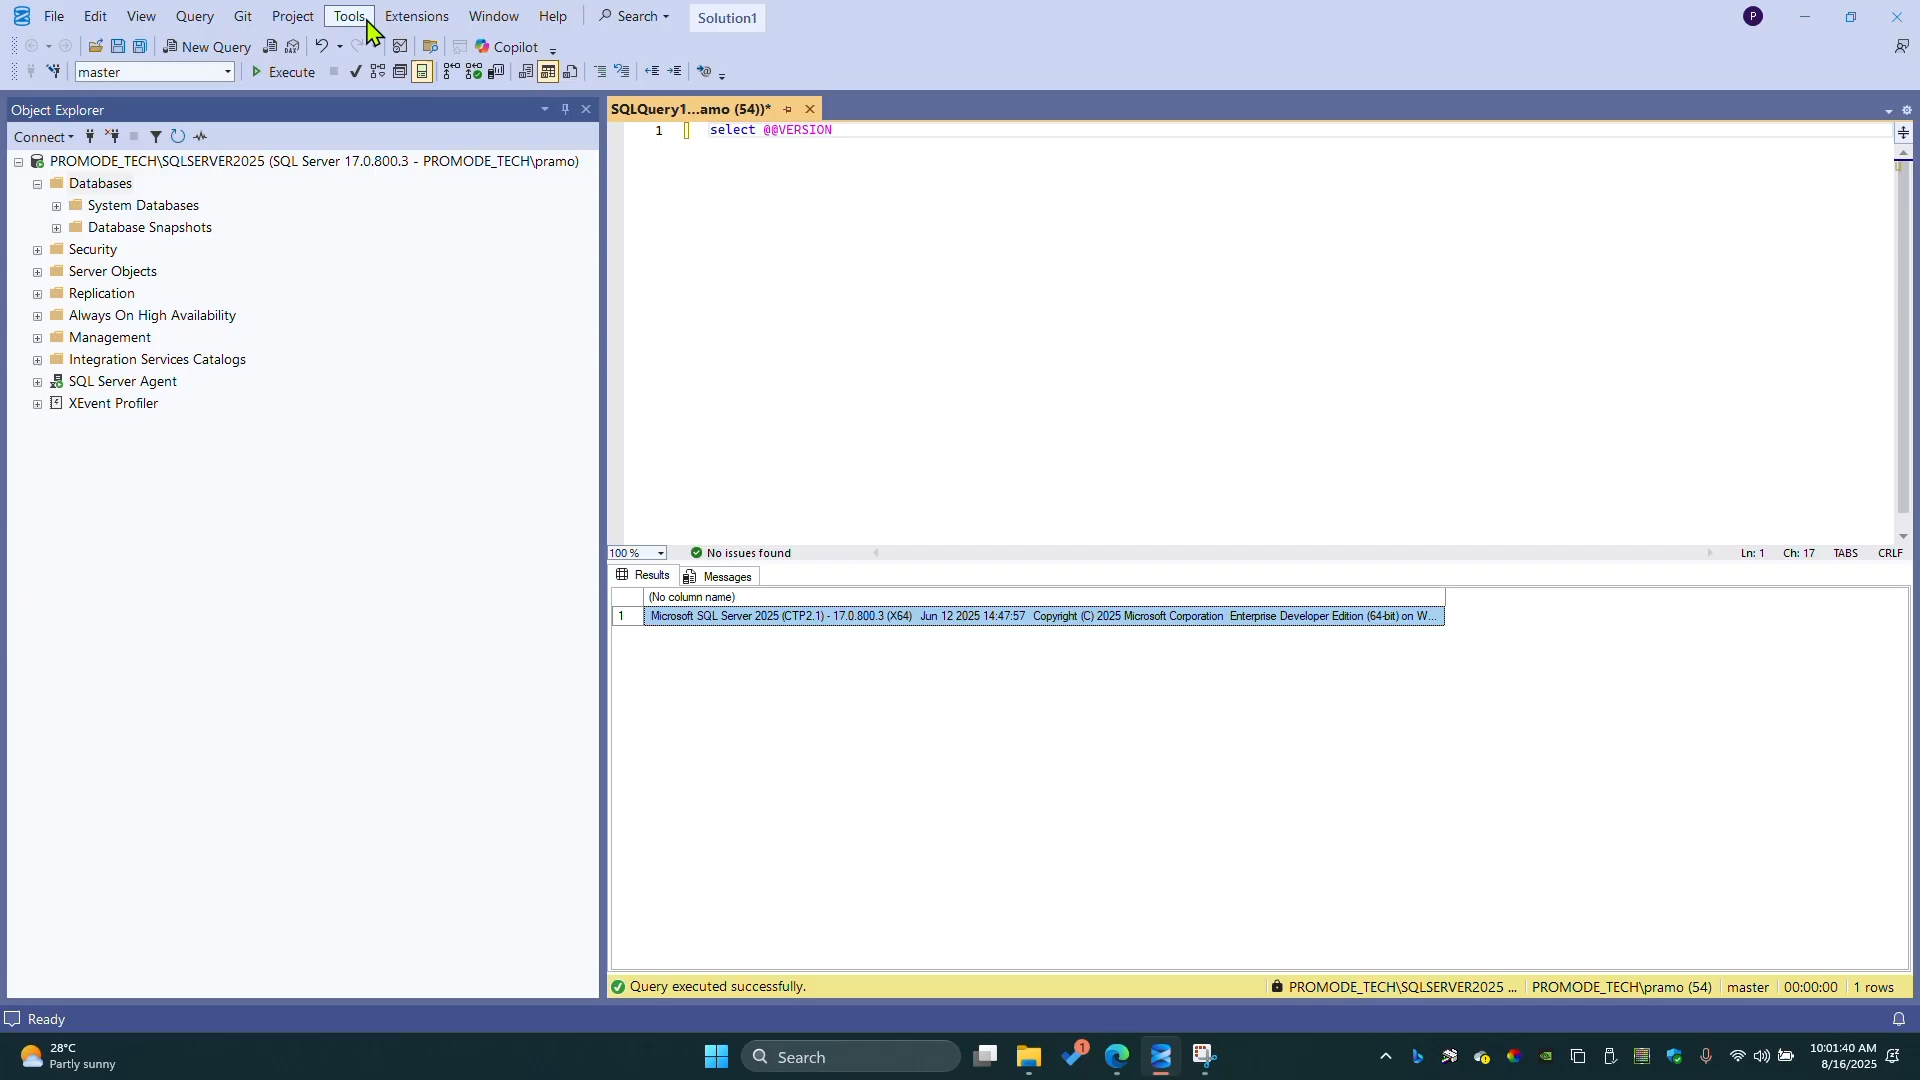 File Edit View Query Git Project Tools Extensions Window Help Search Solution1 P
New Query DAX Copilot
master Execute
Object Explorer
Connect
PROMODE_TECH\SQLSERVER2025 (SQL Server 17.0.800.3 - PROMODE_TECH\pramo)
Databases
System Databases
Database Snapshots
Security
Server Objects
Replication
Always On High Availability
Management
Integration Services Catalogs
SQL Server Agent
XEvent Profiler
SQLQuery1...amo (54))*
1 select @@VERSION
100 % No issues found Ln: 1 Ch: 17 TABS CRLF
Results Messages
(No column name)
1 Microsoft SQL Server 2025 (CTP2.1) - 17.0.800.3 (X64) Jun 12 2025 14:47:57 Copyright (C) 2025 Microsoft Corporation Enterprise Developer Edition (64-bit) on W...
Query executed successfully. PROMODE_TECH\SQLSERVER2025 ... PROMODE_TECH\pramo (54) master 00:00:00 1 rows
Ready
28°C
Partly sunny
Search
1
10:01:40 AM
8/16/2025